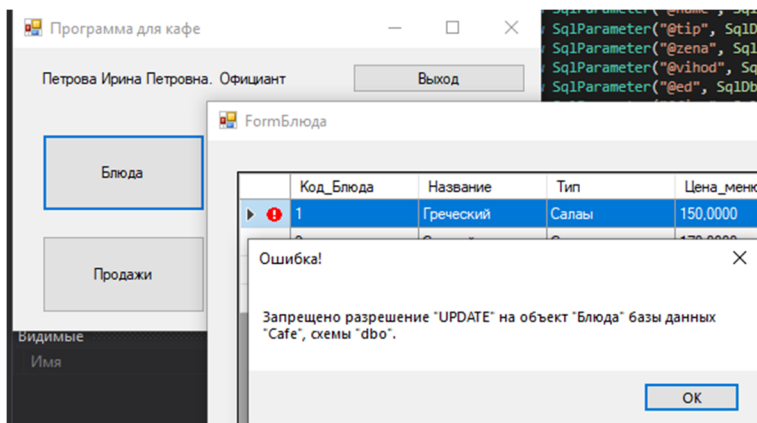 Программа для кафе
SqlParameter("@tip", SqlD
SqlParameter("@zena", Sql
Петрова Ирина Петровна. Официант
Выход
SqlParameter("@vihod", Sq
SqlParameter("@ed", SqlDb
FormБлюда
Блюда
Код_Блюда Название Тип Цена_меню
1 Греческий Салаы 150,0000
Ошибка!
Продажи
Запрещено разрешение "UPDATE" на объект "Блюда" базы данных
"Cafe", схемы "dbo".
Видимые
Имя
OK